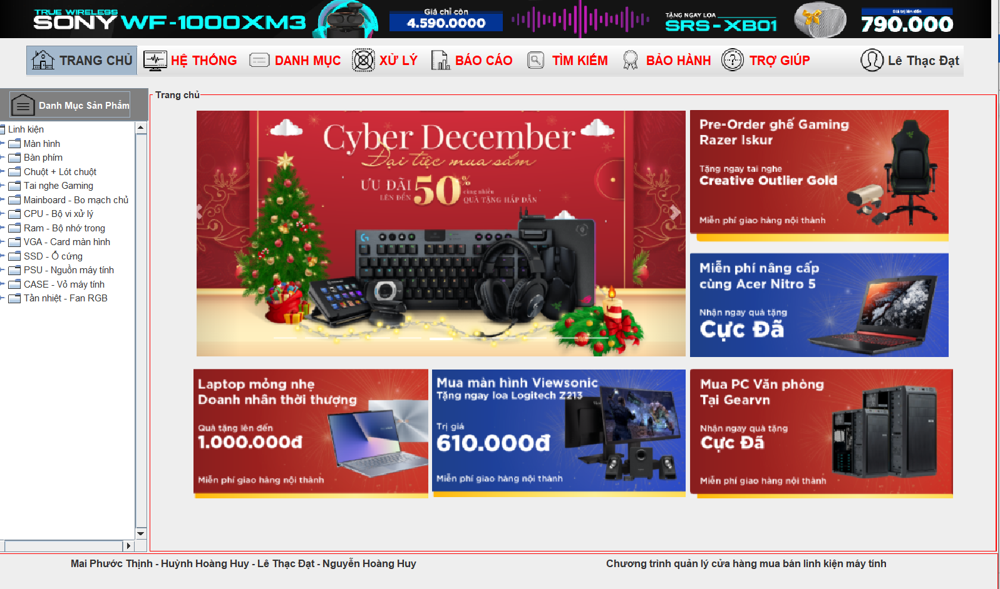 TRUE WIRELESS
SONY WF-1000XM3
Giá chỉ còn
4.590.0000
TẶNG NGAY LOA
SRS - XB01
Giá trị lên đến
790.000
TRANG CHỦ
HỆ THỐNG
DANH MỤC
XỬ LÝ
BÁO CÁO
TÌM KIẾM
BẢO HÀNH
TRỢ GIÚP
Lê Thạc Đạt
Danh Mục Sản Phẩm
Linh kiện
Màn hình
Bàn phím
Chuột + Lót chuột
Tai nghe Gaming
Mainboard - Bo mạch chủ
CPU - Bộ vi xử lý
Ram - Bộ nhớ trong
VGA - Card màn hình
SSD - Ổ cứng
PSU - Nguồn máy tính
CASE - Vỏ máy tính
Tản nhiệt - Fan RGB
Trang chủ
Cyber December
Đại tiệc mua sắm
ƯU ĐÃI
LÊN ĐẾN
50%
cùng nhiều
QUÀ TẶNG HẤP DẪN
Pre-Order ghế Gaming
Razer Iskur
Tặng ngay tai nghe
Creative Outlier Gold
Miễn phí giao hàng nội thành
Miễn phí nâng cấp
cùng Acer Nitro 5
Nhận ngay quà tặng
Cực Đã
Laptop mỏng nhẹ
Doanh nhân thời thượng
Quà tặng lên đến
1.000.000đ
Miễn phí giao hàng nội thành
Mua màn hình Viewsonic
Tặng ngay loa Logitech Z213
Trị giá
610.000đ
Miễn phí giao hàng nội thành
Mua PC Văn phòng
Tại Gearvn
Nhận ngay quà tặng
Cực Đã
Miễn phí giao hàng nội thành
Mai Phước Thịnh - Huỳnh Hoàng Huy - Lê Thạc Đạt - Nguyễn Hoàng Huy
Chương trình quản lý cửa hàng mua bán linh kiện máy tính